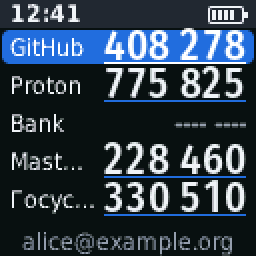 12:41
GitHub 408 278
Proton 775 825
Bank ---- ----
Mast... 228 460
Госус... 330 510
alice@example.org